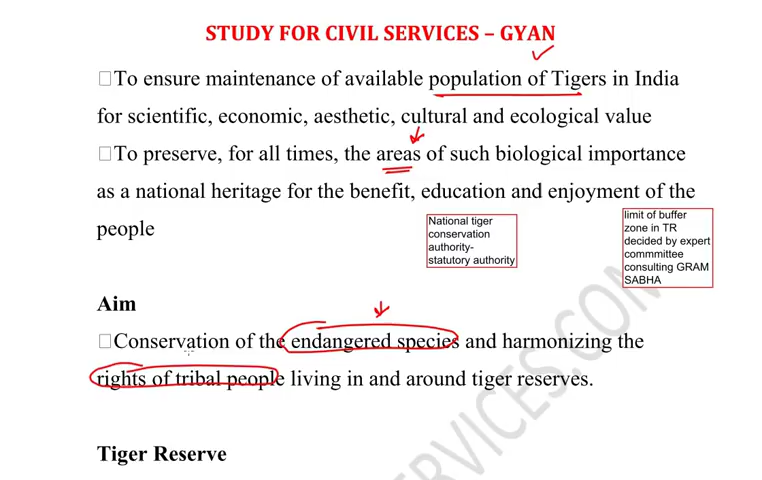 STUDY FOR CIVIL SERVICES – GYAN
□To ensure maintenance of available population of Tigers in India
for scientific, economic, aesthetic, cultural and ecological value
□To preserve, for all times, the areas of such biological importance
as a national heritage for the benefit, education and enjoyment of the
people
National tiger
conservation
authority-
statutory authority
limit of buffer
zone in TR
decided by expert
commmittee
consulting GRAM
SABHA
Aim
□Conservation of the endangered species and harmonizing the
rights of tribal people living in and around tiger reserves.
Tiger Reserve
SERVICES.COM